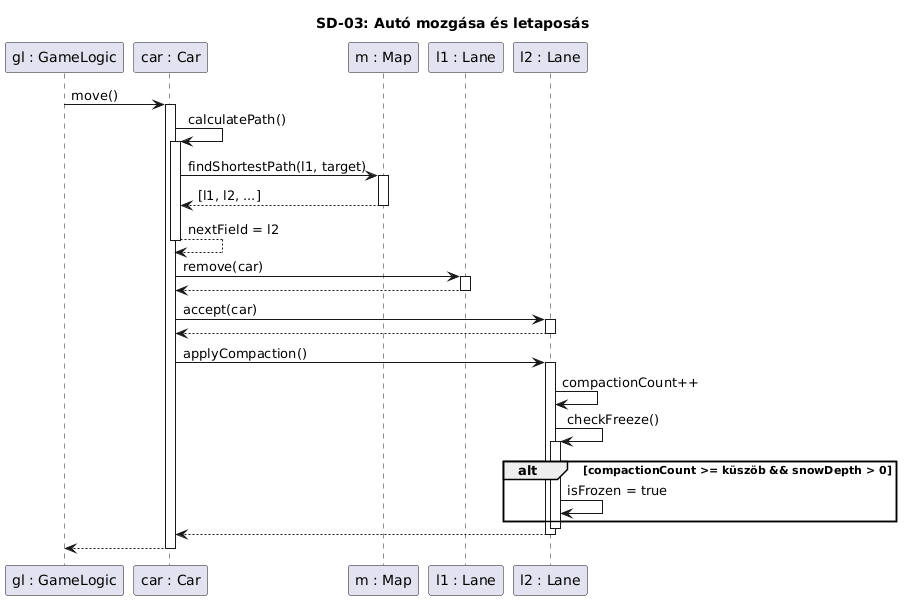 SD-03: Autó mozgása és letaposás
gl : GameLogic
car : Car
m : Map
l1 : Lane
l2 : Lane
move()
calculatePath()
findShortestPath(l1, target)
[l1, l2, ...]
nextField = l2
remove(car)
accept(car)
applyCompaction()
compactionCount++
checkFreeze()
alt
[compactionCount >= küszöb && snowDepth > 0]
isFrozen = true
gl : GameLogic
car : Car
m : Map
l1 : Lane
l2 : Lane